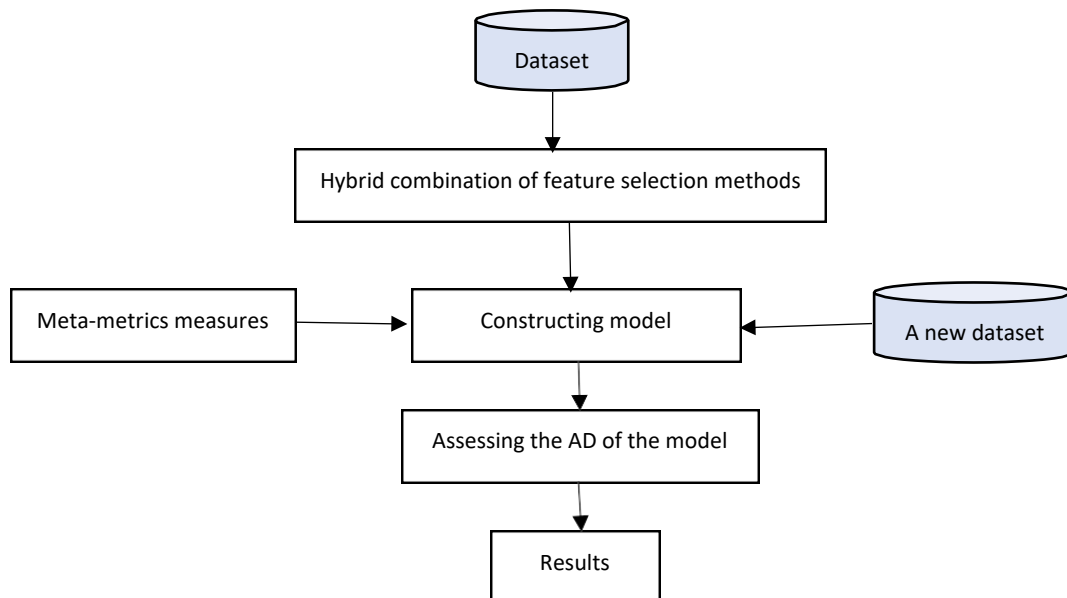 Dataset
Hybrid combination of feature selection methods
Meta-metrics measures
Constructing model
A new dataset
Assessing the AD of the model
Results